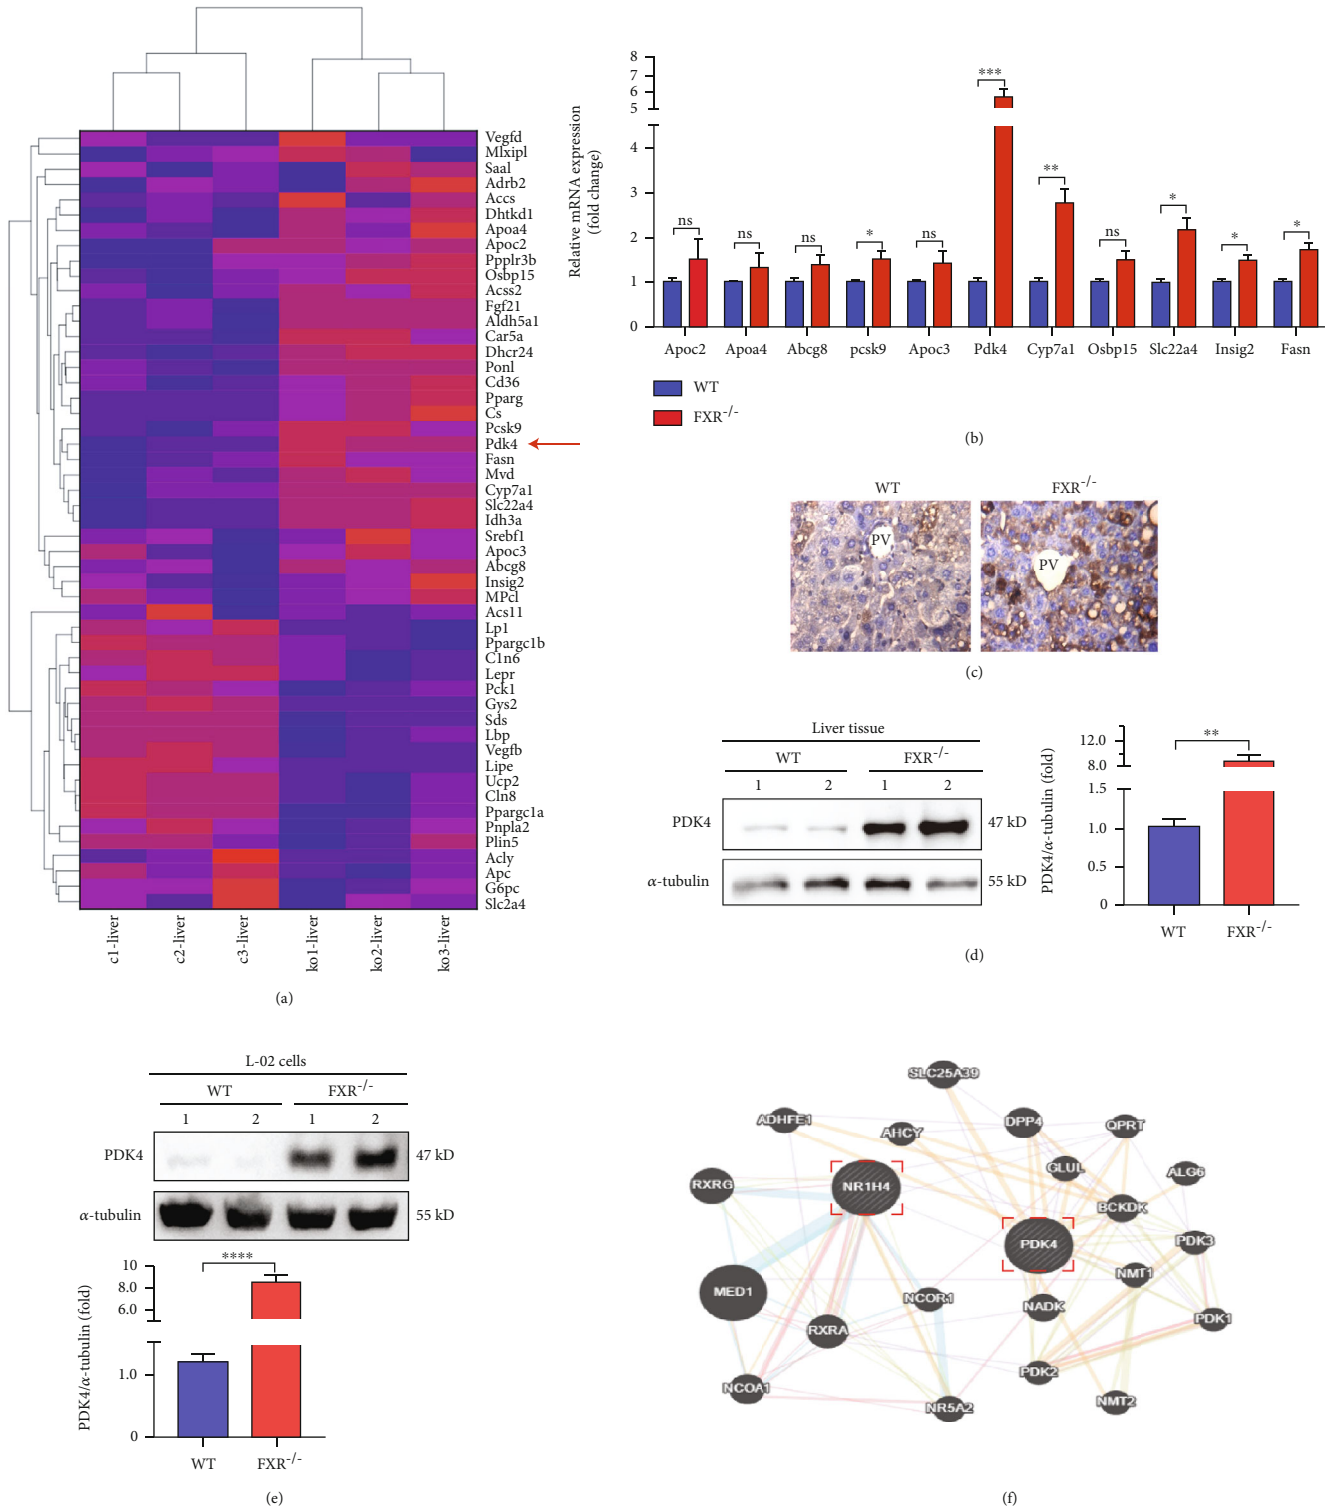 Vegfd
Mlxipl
Saal
Adrb2
Accs
Dhtkd1
Apoa4
Apoc2
Ppplr3b
Osbp15
Acss2
Fgf21
Aldh5a1
Car5a
Dhcr24
Ponl
Cd36
Pparg
Cs
Pcsk9
Pdk4
Fasn
Mvd
Cyp7a1
Slc22a4
Idh3a
Srebf1
Apoc3
Abcg8
Insig2
MPcl
Acs11
Lp1
Ppargc1b
C1n6
Lepr
Pck1
Gys2
Sds
Lbp
Vegfb
Lipe
Ucp2
Cln8
Ppargc1a
Pnpla2
Plin5
Acly
Apc
G6pc
Slc2a4
c1-liver c2-liver c3-liver ko1-liver ko2-liver ko3-liver
(a)
Relative mRNA expression
(fold change)
8
7
6
5
4
3
2
1
0
ns ns ns * ns *** ** ns * * *
Apoc2 Apoa4 Abcg8 pcsk9 Apoc3 Pdk4 Cyp7a1 Osbp15 Slc22a4 Insig2 Fasn
WT
FXR-/-
(b)
WT FXR-/-
PV PV
(c)
Liver tissue
WT FXR-/-
1 2 1 2
PDK4 47 kD
α-tubulin 55 kD
PDK4/α-tubulin (fold)
12.0
8.0
1.5
1.0
0.5
0
**
WT FXR-/-
(d)
L-02 cells
WT FXR-/-
1 2 1 2
PDK4 47 kD
α-tubulin 55 kD
PDK4/α-tubulin (fold)
10
8.0
6.0
1.0
0
****
WT FXR-/-
(e)
SLC25A39
ADHFE1
AHCY
DPP4
QPRT
GLUL
ALG6
RXRG
NR1H4
BCKDK
PDK4
PDK3
NMT1
MED1
NCOR1
NADK
PDK1
RXRA
PDK2
NCOA1
NR5A2
NMT2
(f)